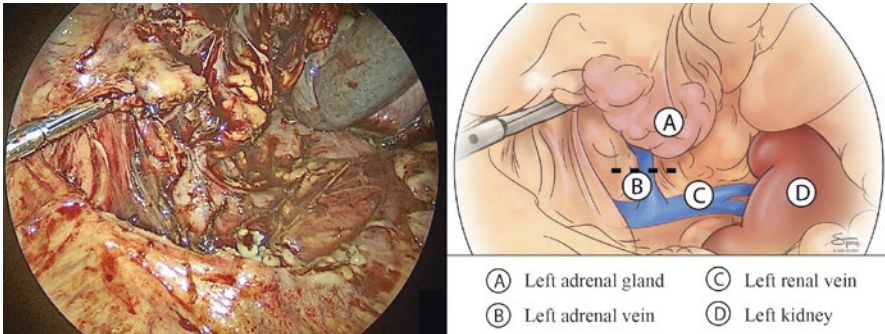 A
B
C
D
A Left adrenal gland
C Left renal vein
B Left adrenal vein
D Left kidney